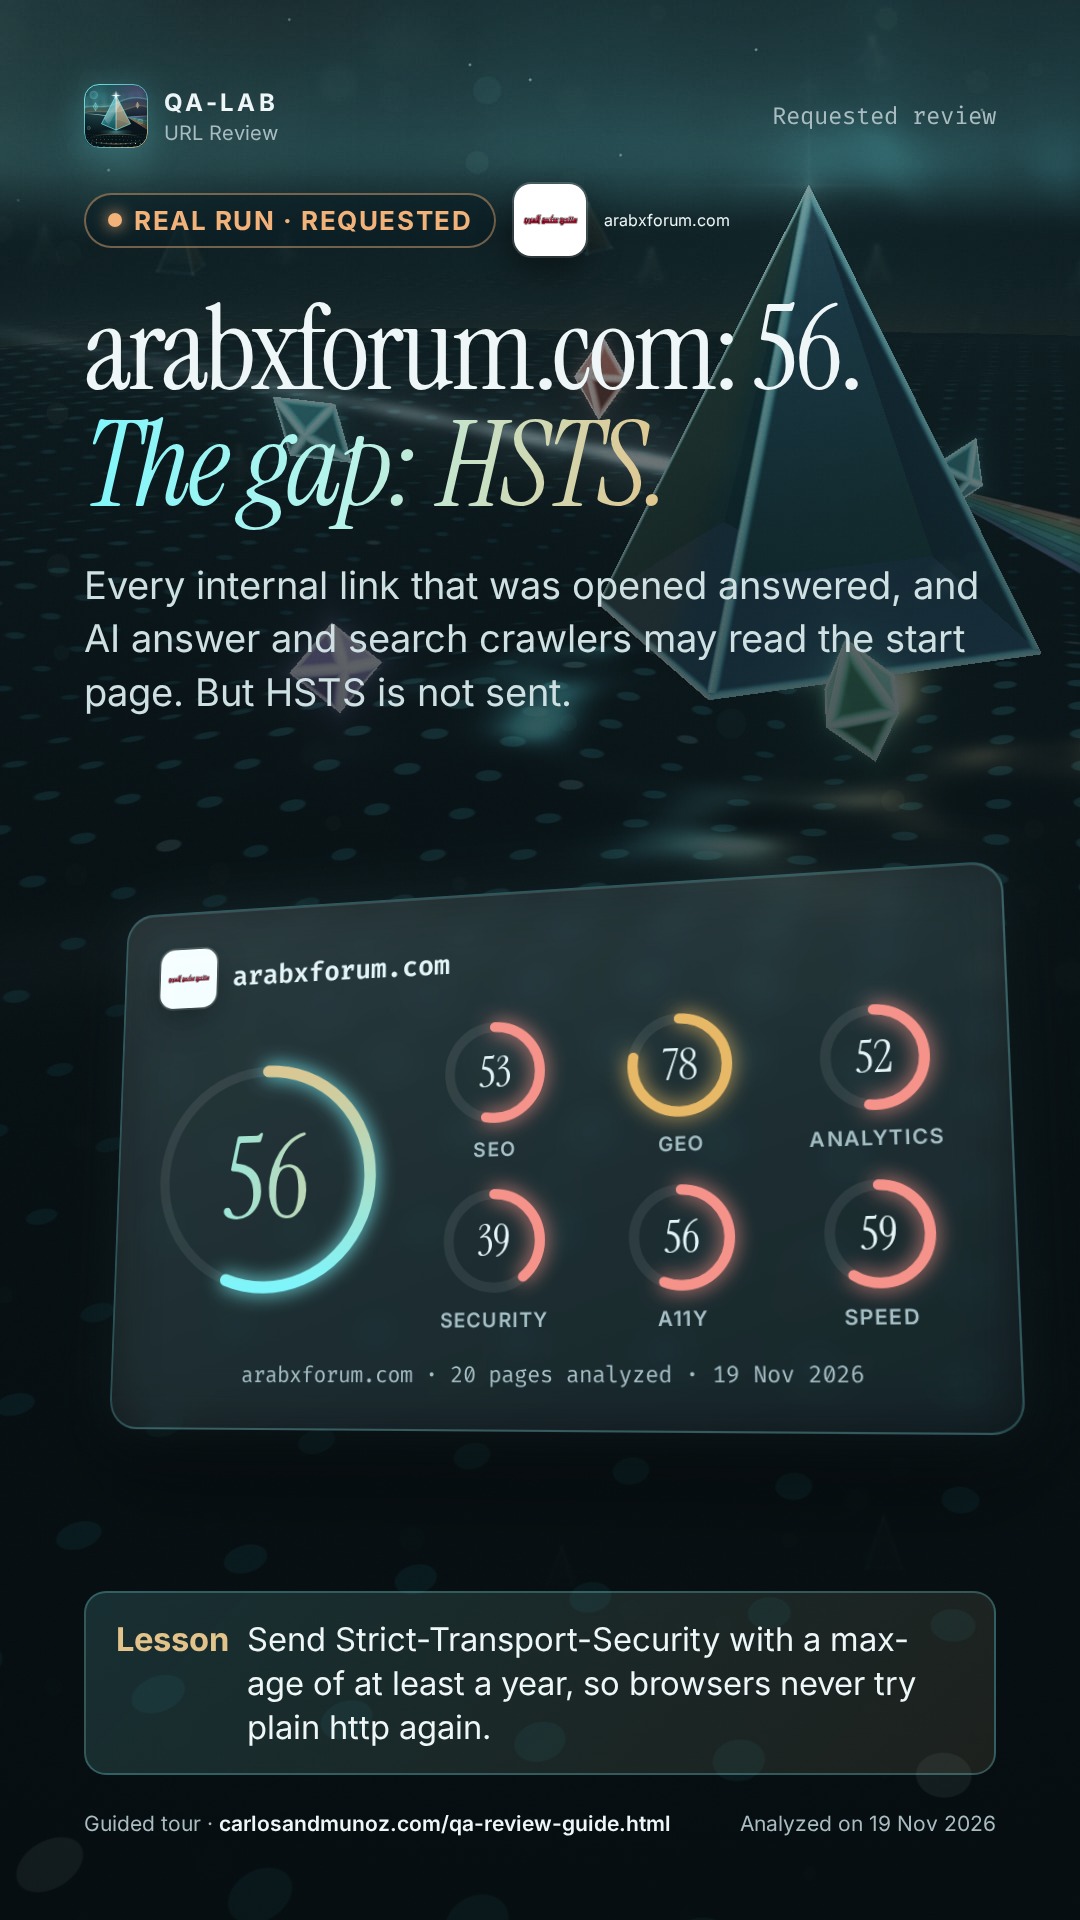 QA-LAB
URL Review
Requested review
REAL RUN · REQUESTED
arabxforum.com
arabxforum.com: 56.
The gap: HSTS.
Every internal link that was opened answered, and
AI answer and search crawlers may read the start
page. But HSTS is not sent.
arabxforum.com
56
53
SEO
78
GEO
52
ANALYTICS
39
SECURITY
56
A11Y
59
SPEED
arabxforum.com · 20 pages analyzed · 19 Nov 2026
Lesson Send Strict-Transport-Security with a max-
age of at least a year, so browsers never try
plain http again.
Guided tour · carlosandmunoz.com/qa-review-guide.html
Analyzed on 19 Nov 2026